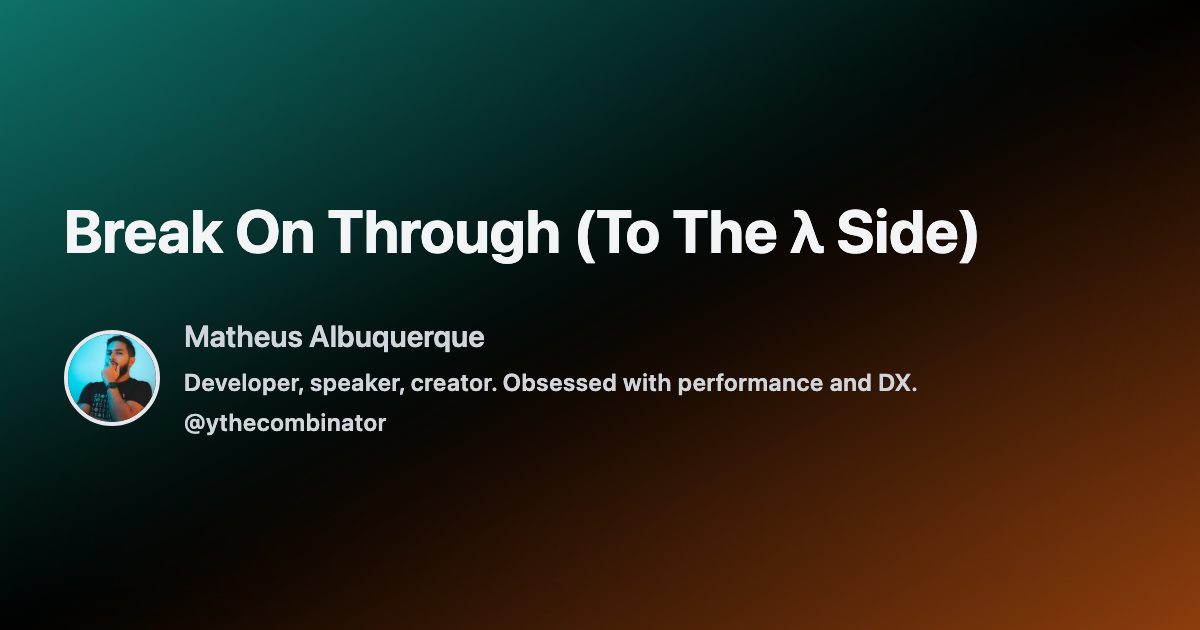 Break On Through (To The λ Side)
Matheus Albuquerque
Developer, speaker, creator. Obsessed with performance and DX.
@ythecombinator